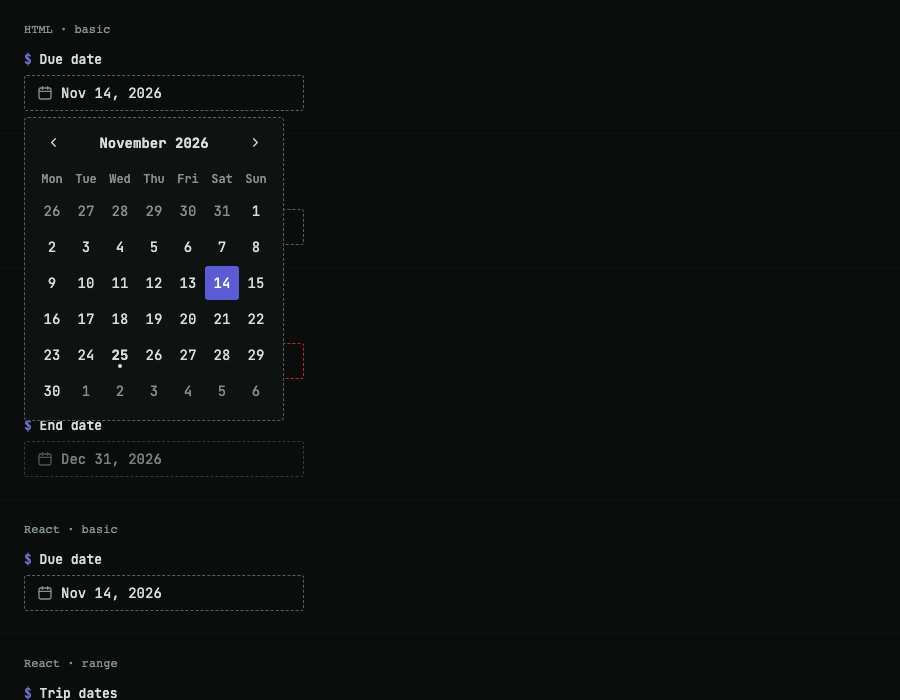 HTML · basic
$ Due date
Nov 14, 2026
November 2026
Mon Tue Wed Thu Fri Sat Sun
26 27 28 29 30 31 1
2 3 4 5 6 7 8
9 10 11 12 13 14 15
16 17 18 19 20 21 22
23 24 25 26 27 28 29
30 1 2 3 4 5 6
$ End date
Dec 31, 2026
React · basic
$ Due date
Nov 14, 2026
React · range
$ Trip dates